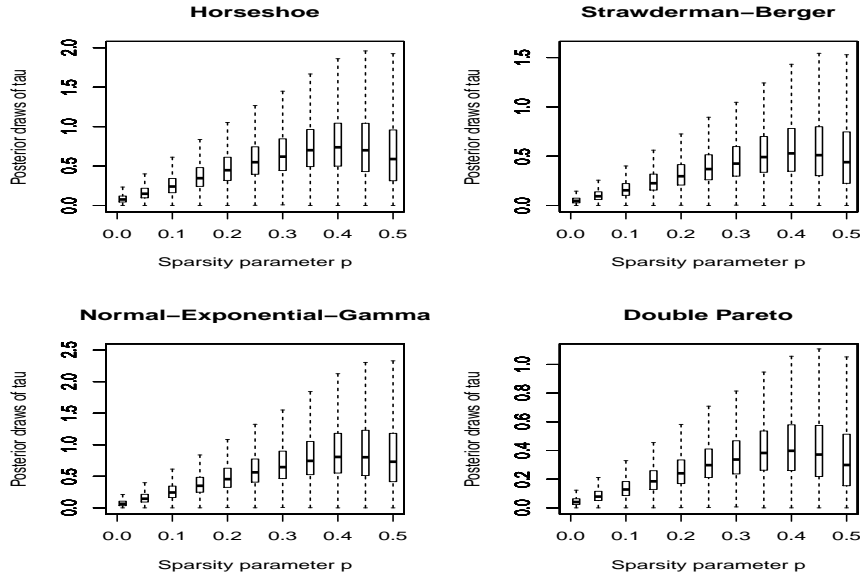 Horseshoe
Posterior draws of tau
0.0 0.5 1.0 1.5 2.0
0.0 0.1 0.2 0.3 0.4 0.5
Sparsity parameter p
Strawderman−Berger
Posterior draws of tau
0.0 0.5 1.0 1.5
0.0 0.1 0.2 0.3 0.4 0.5
Sparsity parameter p
Normal−Exponential−Gamma
Posterior draws of tau
0.0 0.5 1.0 1.5 2.0 2.5
0.0 0.1 0.2 0.3 0.4 0.5
Sparsity parameter p
Double Pareto
Posterior draws of tau
0.0 0.2 0.4 0.6 0.8 1.0
0.0 0.1 0.2 0.3 0.4 0.5
Sparsity parameter p